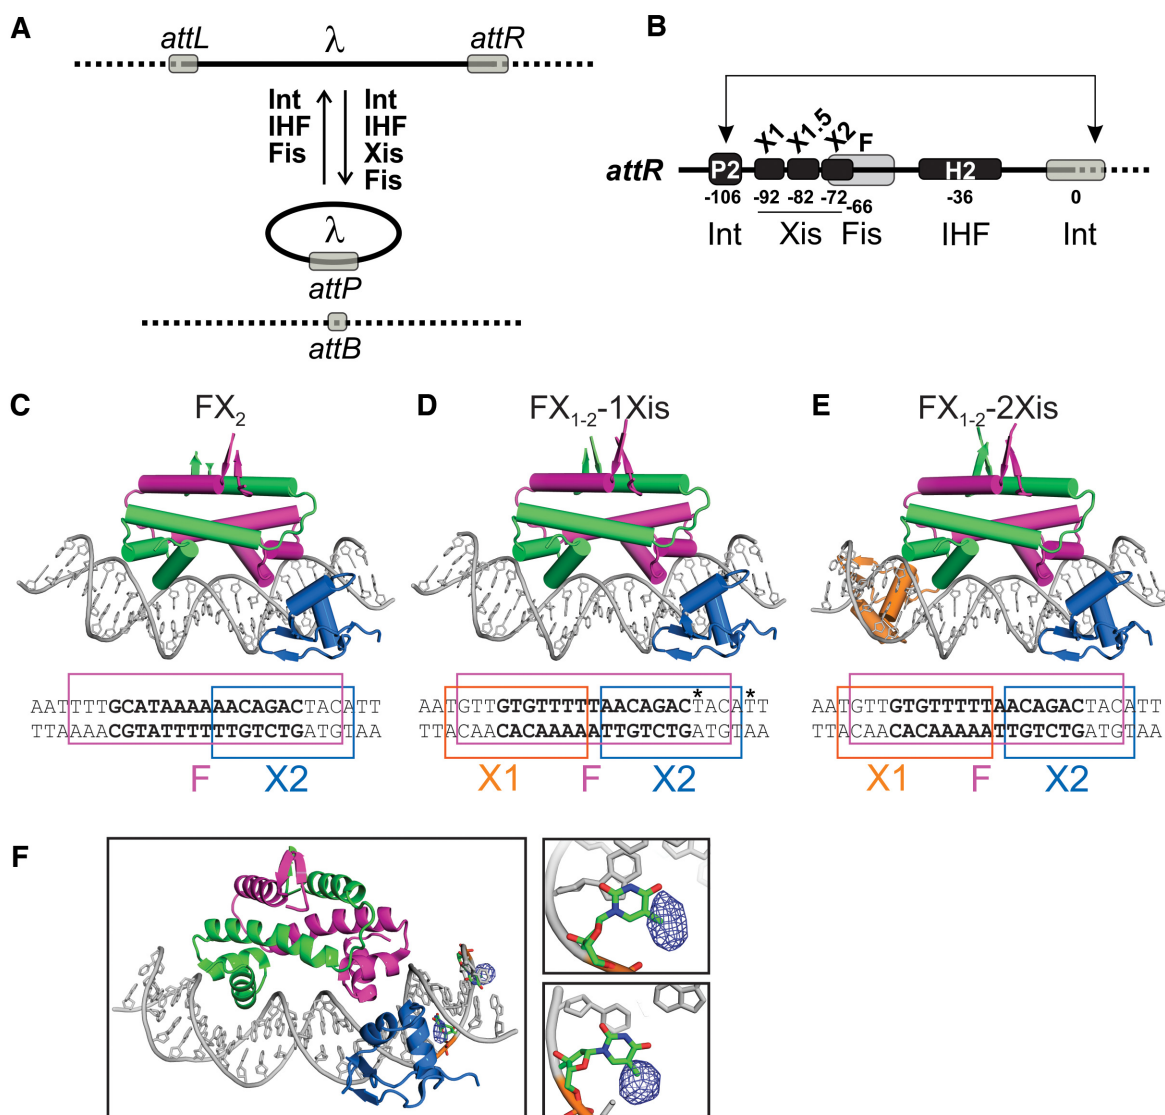 A
attL
λ
attR
Int
IHF
Fis
Int
IHF
Xis
Fis
λ
attP
attB
B
X1
X1.5
X2
F
attR
P2
H2
-106
-92
-82
-72
-66
-36
0
Int
Xis
Fis
IHF
Int
C
FX2
AATTTTGCATAAAAAACAGACTACATT
TTAAAACGTATTTTTTGTCTGATGTAA
F
X2
D
FX1-2-1Xis
* *
AATGTTGTGTTTTTAACAGACTACATT
TTACAACACAAAAATTGTCTGATGTAA
X1
F
X2
E
FX1-2-2Xis
AATGTTGTGTTTTTAACAGACTACATT
TTACAACACAAAAATTGTCTGATGTAA
X1
F
X2
F